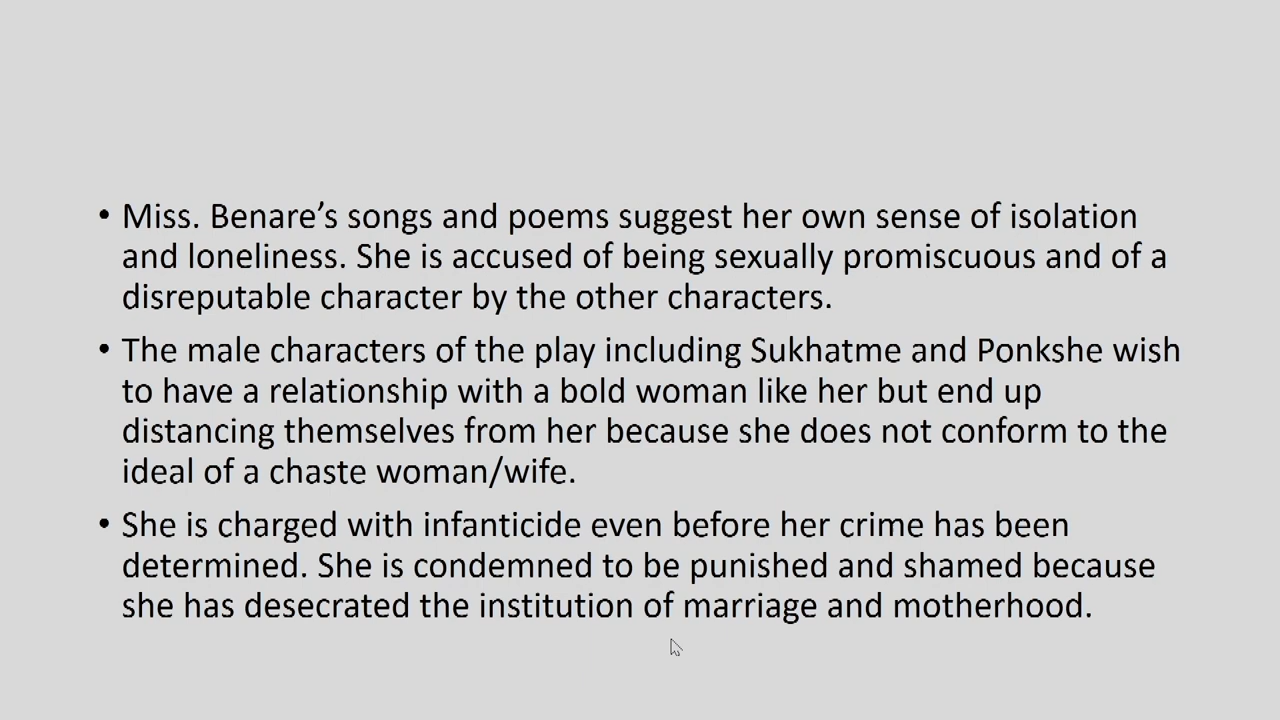 • Miss. Benare’s songs and poems suggest her own sense of isolation
and loneliness. She is accused of being sexually promiscuous and of a
disreputable character by the other characters.
• The male characters of the play including Sukhatme and Ponkshe wish
to have a relationship with a bold woman like her but end up
distancing themselves from her because she does not conform to the
ideal of a chaste woman/wife.
• She is charged with infanticide even before her crime has been
determined. She is condemned to be punished and shamed because
she has desecrated the institution of marriage and motherhood.